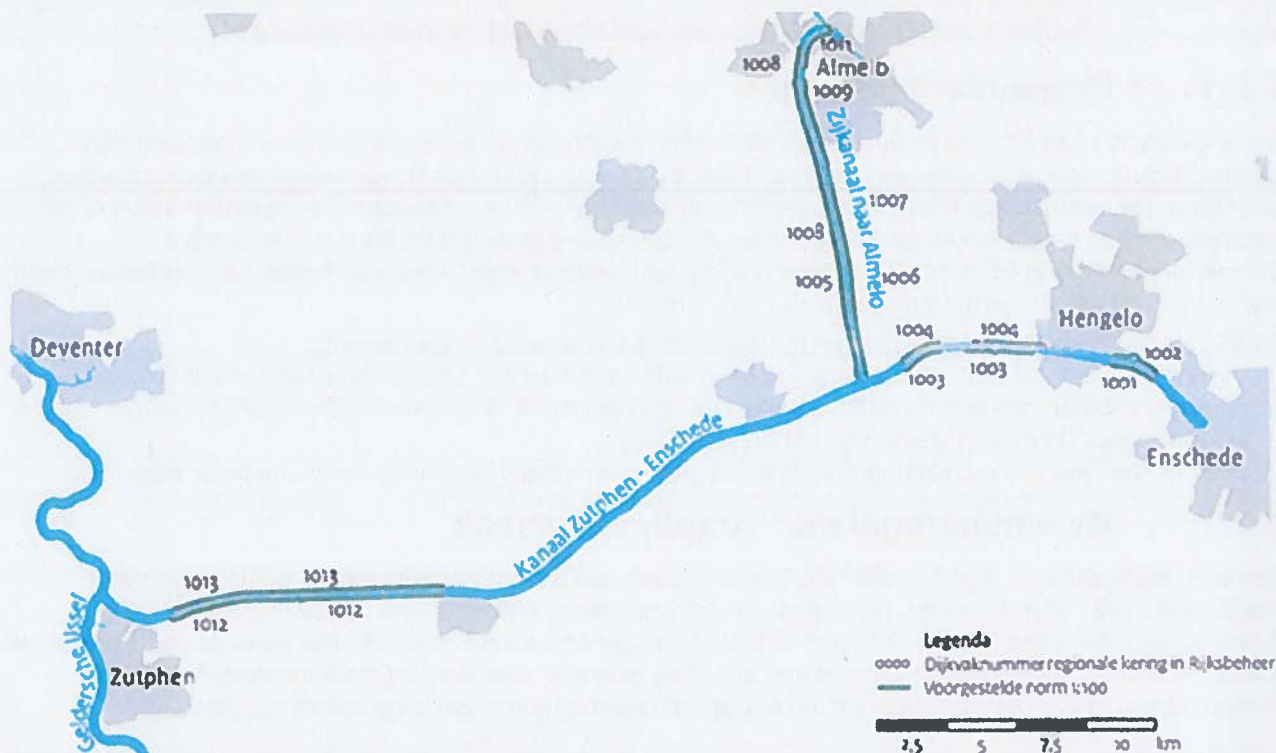 1011
1008
Almelo
1009
Zijkanaal naar Almelo
1007
1008
1005
1006
Hengelo
Deventer
1004
1004
1002
1003
1003
1001
Kanaal Zutphen - Enschede
Enschede
1013
1013
1012
1012
Geldersche IJssel
Zutphen
Legenda
0000 Dijkvaknummer regionale kering in Rijksbeheer
Voorgestelde norm 1:100
2,5 5 7,5 10 km